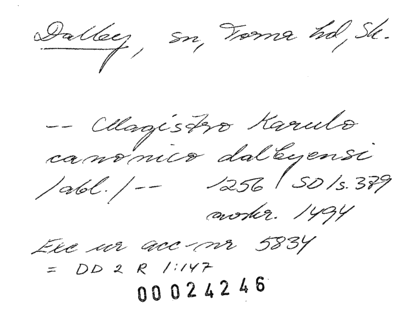 Dalby, sn, Torna hd, Sk.
-- Magistro Karulo
canonico dalbyensi
/abl./-- 1256 SD 1 s. 379
avskr. 1494
Exc ur acc-nr 5834
= DD 2 R 1:147
00024246